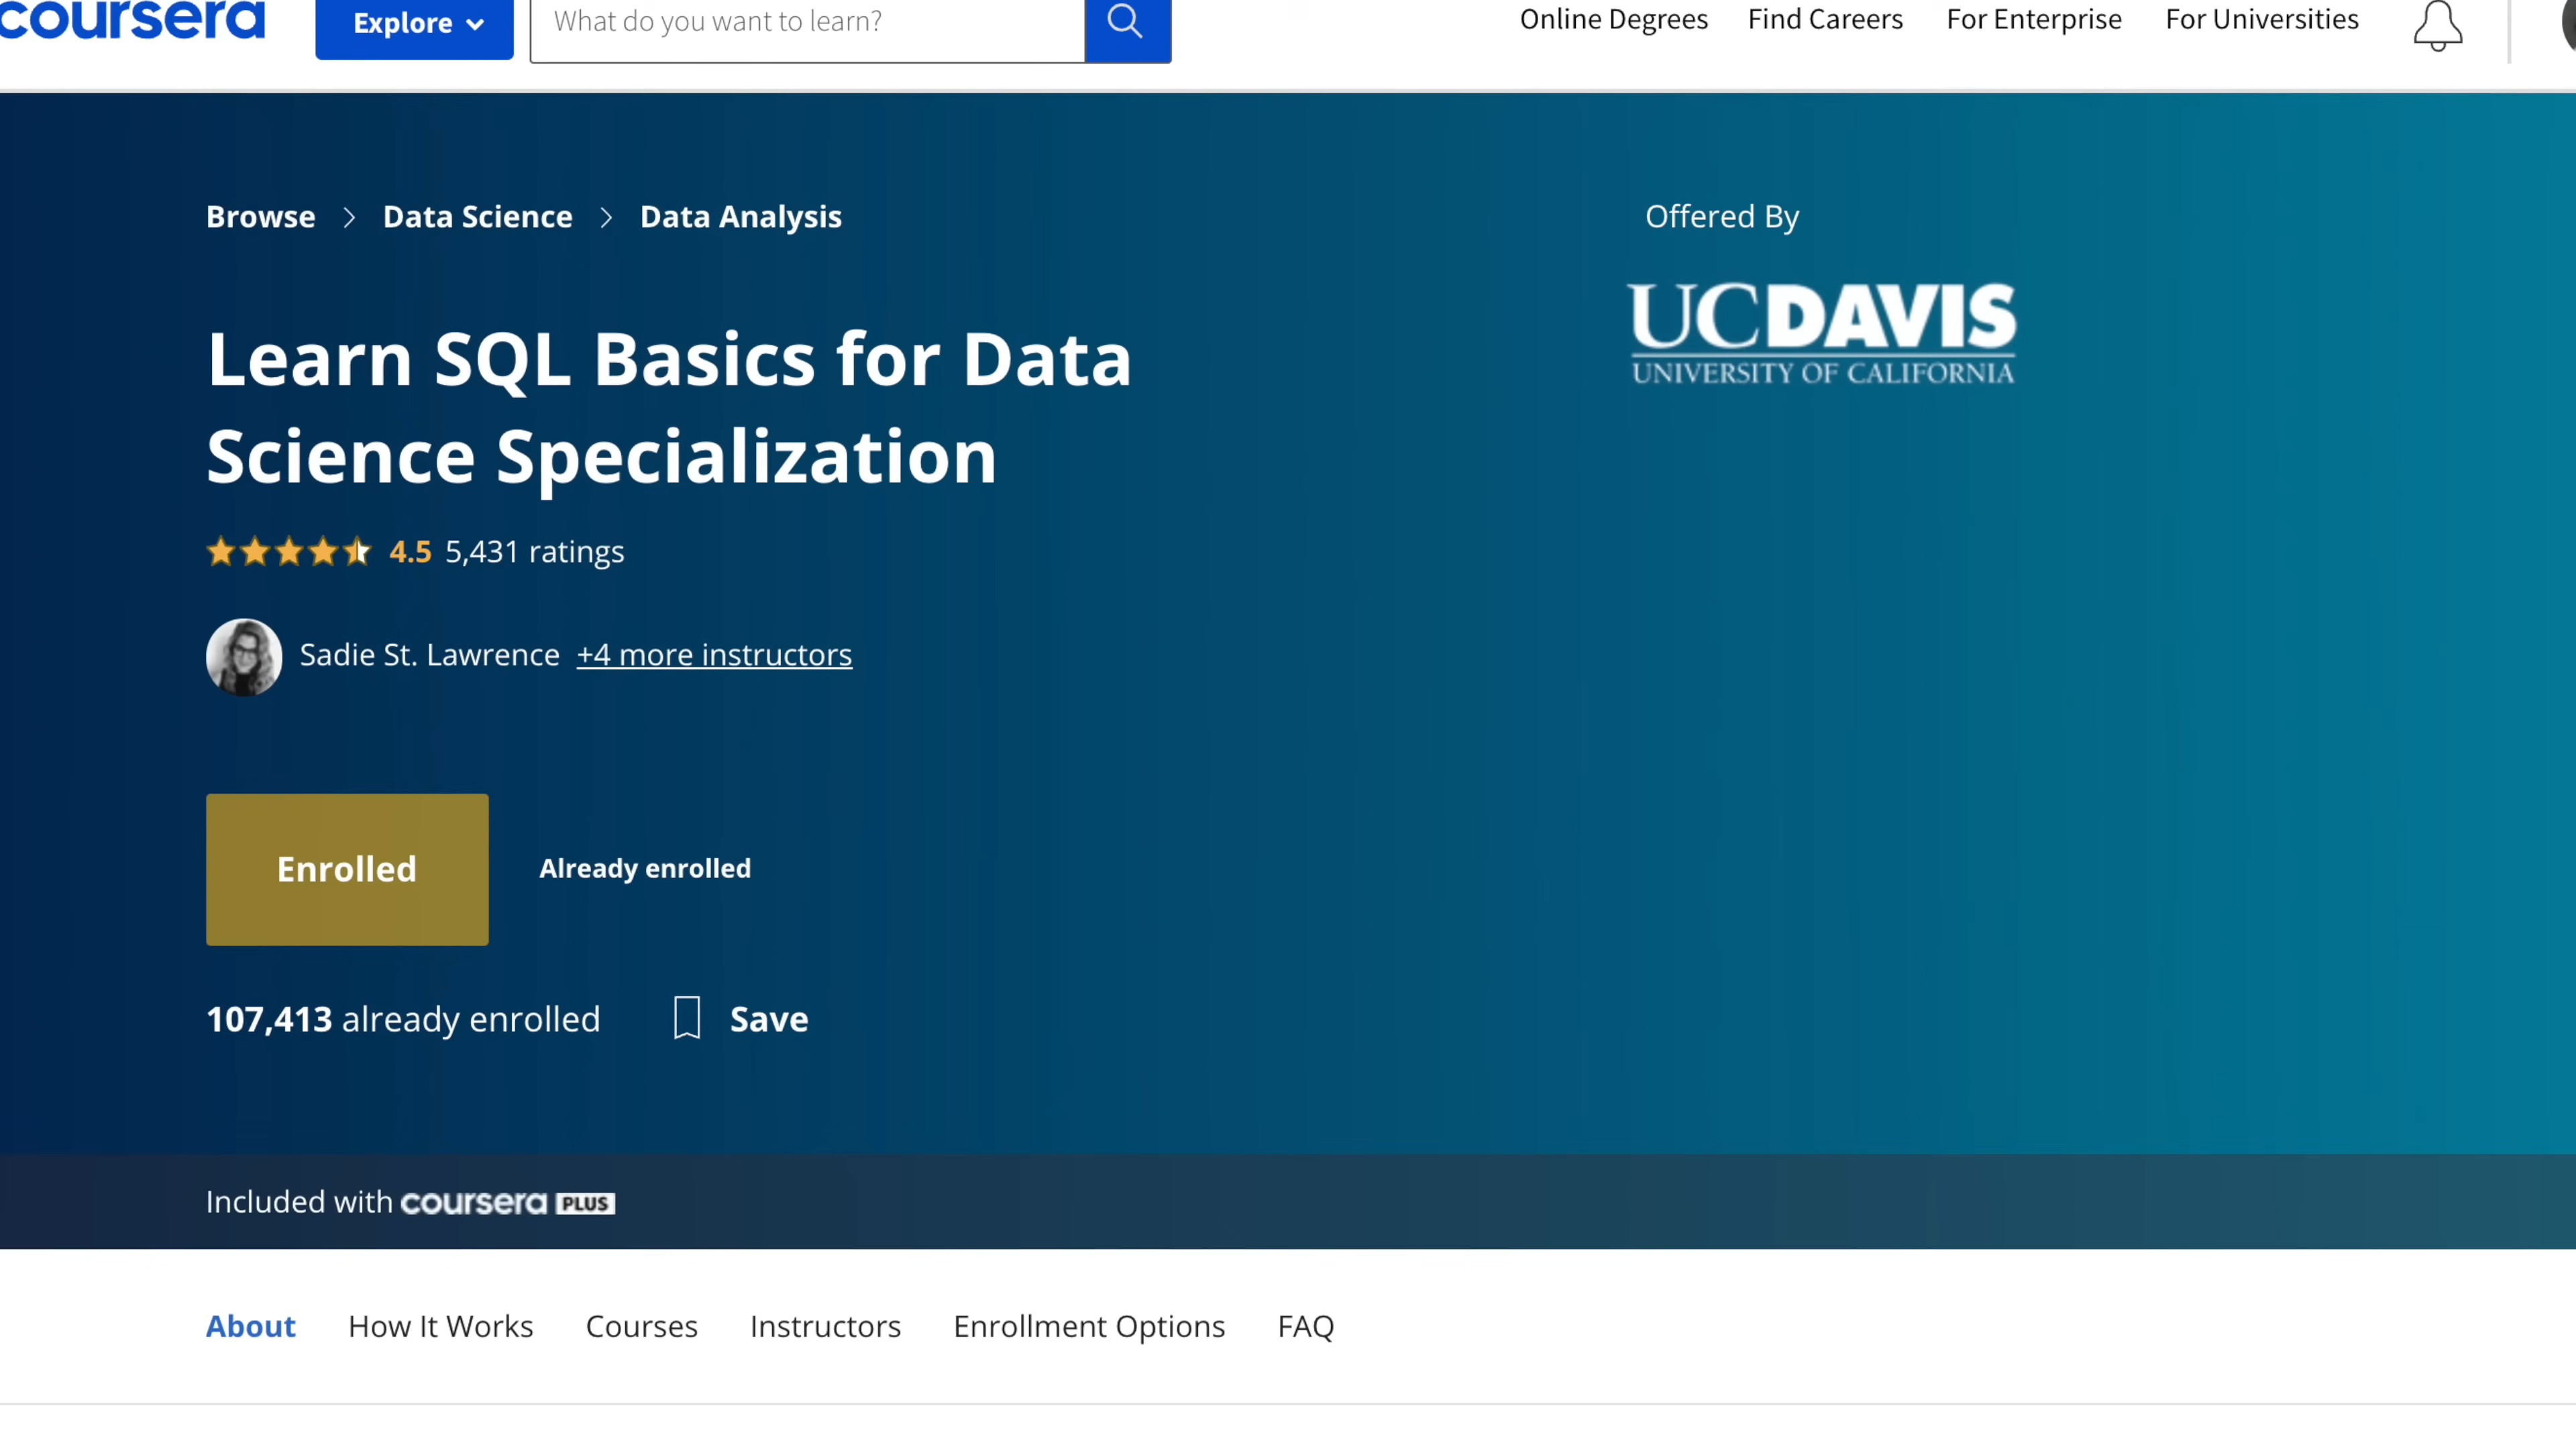 coursera
Explore
What do you want to learn?
Online Degrees
Find Careers
For Enterprise
For Universities
Browse > Data Science > Data Analysis
Offered By
UCDAVIS
UNIVERSITY OF CALIFORNIA
Learn SQL Basics for Data
Science Specialization
4.5 5,431 ratings
Sadie St. Lawrence +4 more instructors
Enrolled
Already enrolled
107,413 already enrolled
Save
Included with coursera PLUS
About
How It Works
Courses
Instructors
Enrollment Options
FAQ